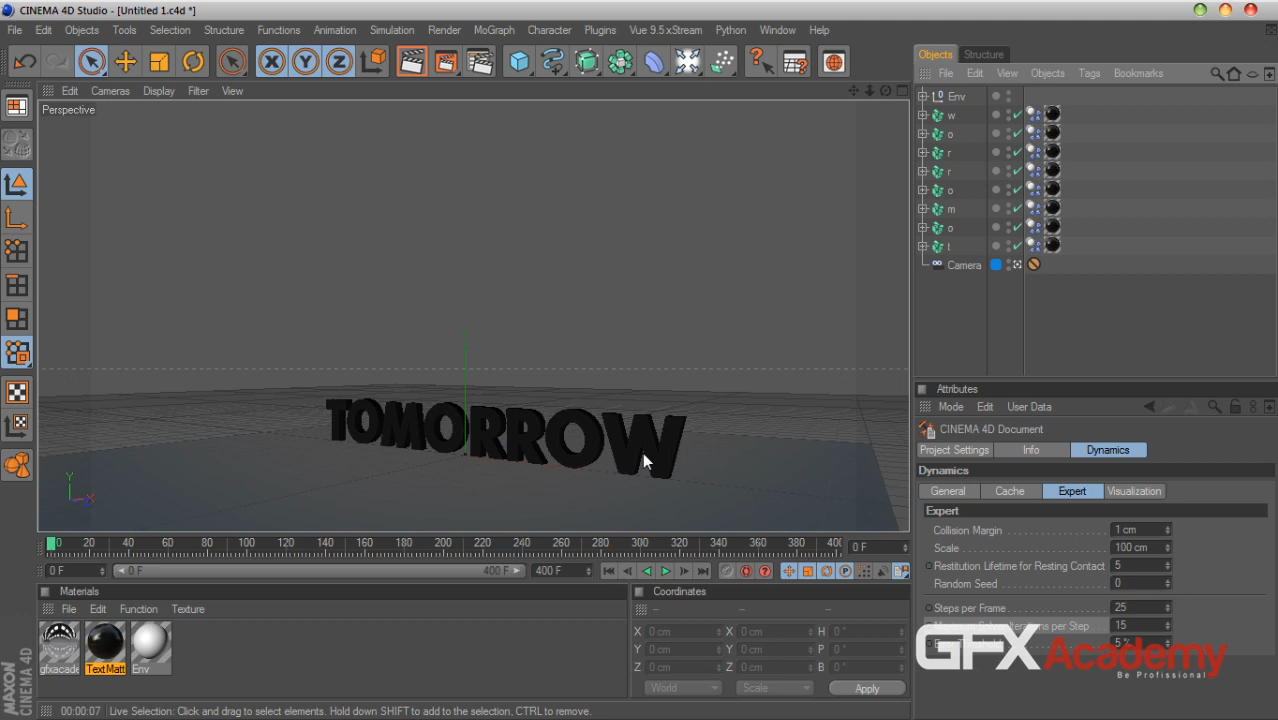 CINEMA 4D Studio - [Untitled 1.c4d *]
File Edit Objects Tools Selection Structure Functions Animation Simulation Render MoGraph Character Plugins Vue 9.5 xStream Python Window Help
Edit Cameras Display Filter View
Perspective
TOMORROW
Y
X
0 20 40 60 80 100 120 140 160 180 200 220 240 260 280 300 320 340 360 380 40 0 F
0 F 0 F 400 F 400 F
Materials
File Edit Function Texture
gfxacade TextMatt Env
Coordinates
-- -- --
X 0 cm X 0 cm H 0 °
Y 0 cm Y 0 cm P 0 °
Z 0 cm Z 0 cm B 0 °
World Scale Apply
MAXON
CINEMA 4D
00:00:07 Live Selection: Click and drag to select elements. Hold down SHIFT to add to the selection, CTRL to remove.
Objects Structure
File Edit View Objects Tags Bookmarks
Env
w
o
r
r
o
m
o
t
Camera
Attributes
Mode Edit User Data
CINEMA 4D Document
Project Settings Info Dynamics
Dynamics
General Cache Expert Visualization
Expert
Collision Margin 1 cm
Scale 100 cm
Restitution Lifetime for Resting Contact 5
Random Seed 0
Steps per Frame 25
Iterations per Step 15
5 %
GFXAcademy
Be Profissional